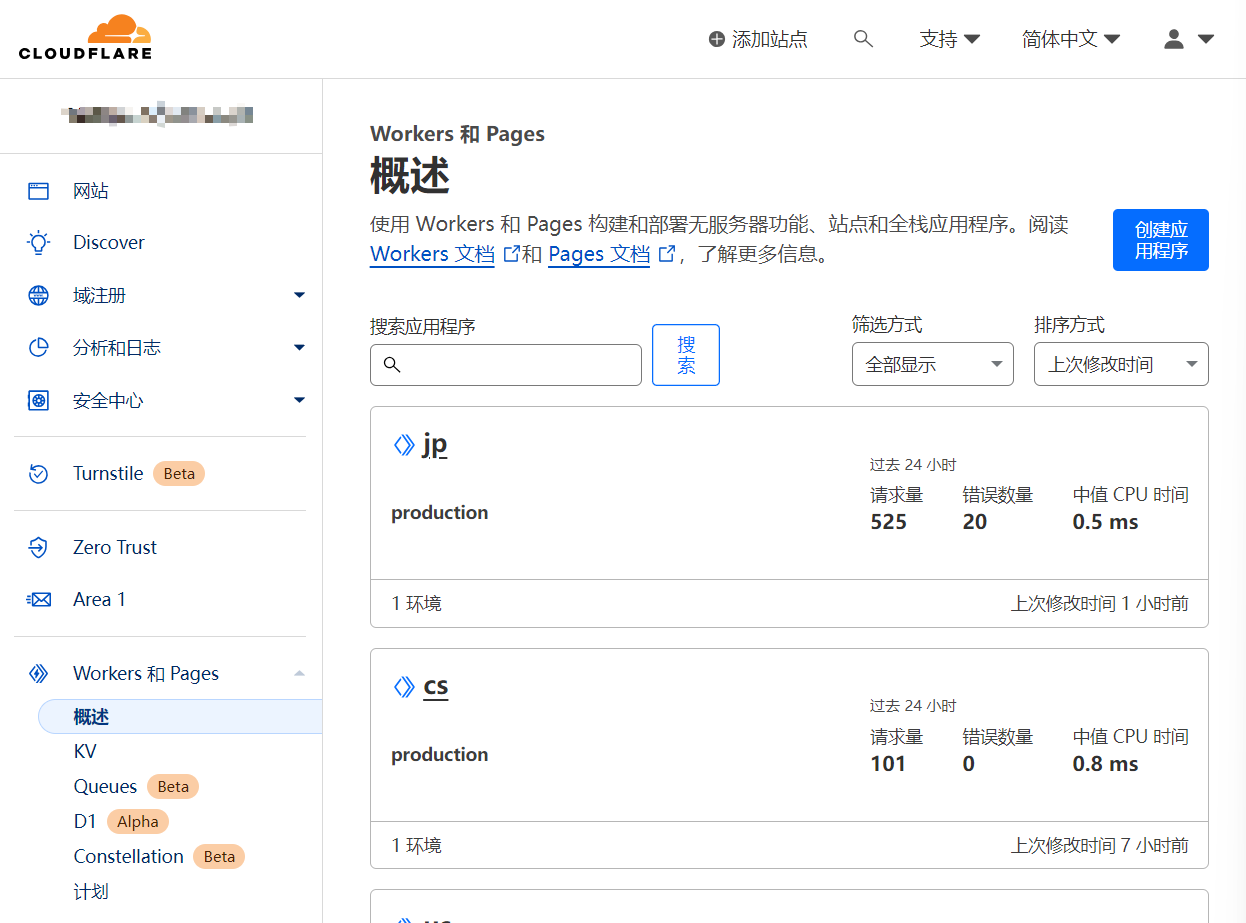 CLOUDFLARE
添加站点
支持
简体中文
网站
Discover
域注册
分析和日志
安全中心
Turnstile Beta
Zero Trust
Area 1
Workers 和 Pages
概述
KV
Queues Beta
D1 Alpha
Constellation Beta
计划
Workers 和 Pages
概述
使用 Workers 和 Pages 构建和部署无服务器功能、站点和全栈应用程序。阅读
Workers 文档 和 Pages 文档 ，了解更多信息。
创建应
用程序
搜索应用程序
搜
索
筛选方式
全部显示
排序方式
上次修改时间
jp
production
过去 24 小时
请求量 错误数量 中值 CPU 时间
525 20 0.5 ms
1 环境
上次修改时间 1 小时前
cs
production
过去 24 小时
请求量 错误数量 中值 CPU 时间
101 0 0.8 ms
1 环境
上次修改时间 7 小时前